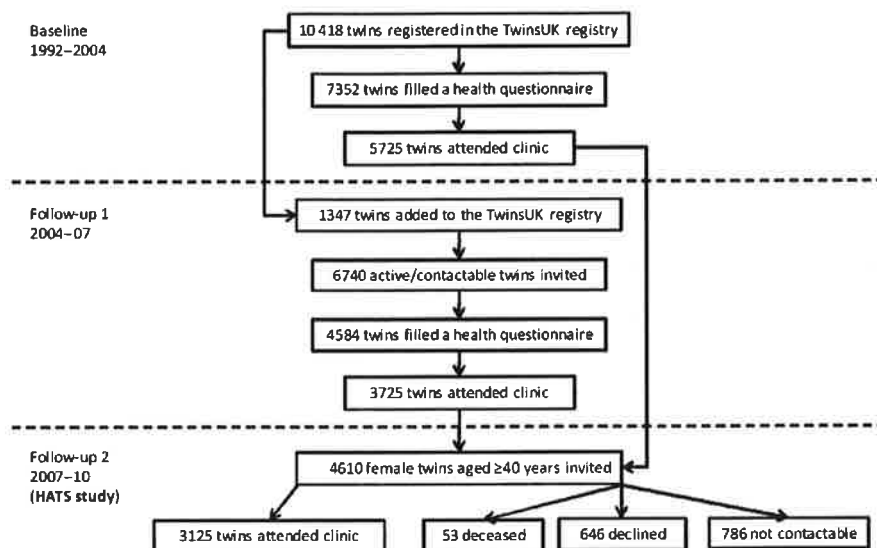 Baseline
1992–2004
10 418 twins registered in the TwinsUK registry
7352 twins filled a health questionnaire
5725 twins attended clinic
Follow-up 1
2004–07
1347 twins added to the TwinsUK registry
6740 active/contactable twins invited
4584 twins filled a health questionnaire
3725 twins attended clinic
Follow-up 2
2007–10
(HATS study)
4610 female twins aged ≥40 years invited
3125 twins attended clinic
53 deceased
646 declined
786 not contactable